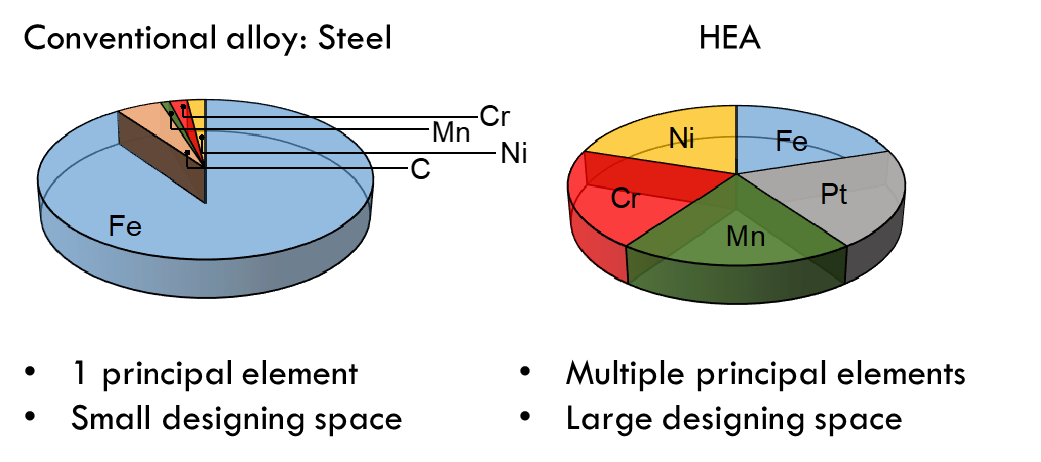 Conventional alloy: Steel
HEA
Cr
Mn
Ni
C
Fe
Ni
Fe
Cr
Pt
Mn
• 1 principal element
• Small designing space
• Multiple principal elements
• Large designing space